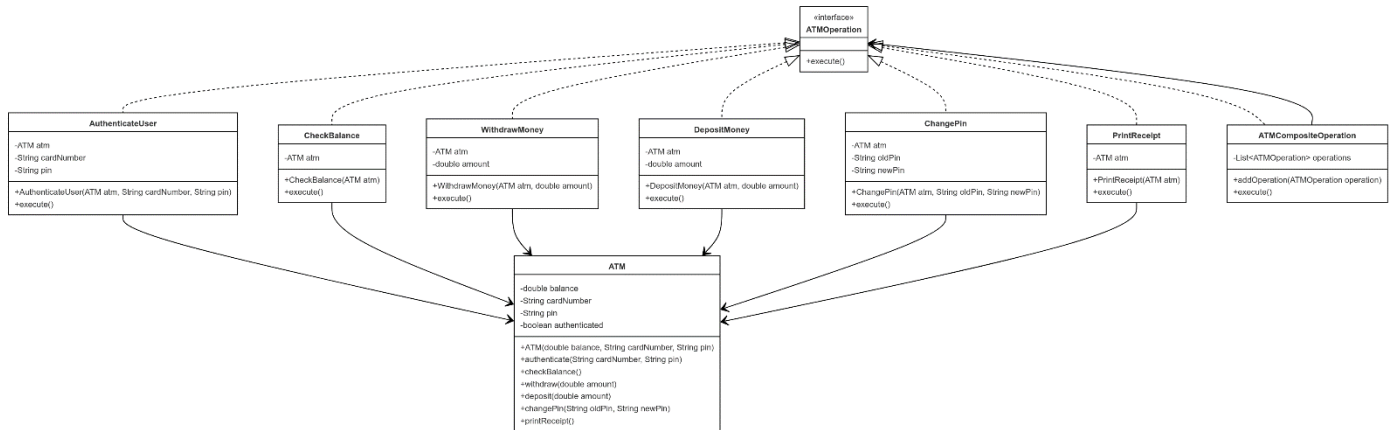 «interface»
ATMOperation
+execute()
AuthenticateUser
-ATM atm
-String cardNumber
-String pin
+AuthenticateUser(ATM atm, String cardNumber, String pin)
+execute()
CheckBalance
-ATM atm
+CheckBalance(ATM atm)
+execute()
WithdrawMoney
-ATM atm
-double amount
+WithdrawMoney(ATM atm, double amount)
+execute()
DepositMoney
-ATM atm
-double amount
+DepositMoney(ATM atm, double amount)
+execute()
ChangePin
-ATM atm
-String oldPin
-String newPin
+ChangePin(ATM atm, String oldPin, String newPin)
+execute()
PrintReceipt
-ATM atm
+PrintReceipt(ATM atm)
+execute()
ATMCompositeOperation
-List<ATMOperation> operations
+addOperation(ATMOperation operation)
+execute()
ATM
-double balance
-String cardNumber
-String pin
-boolean authenticated
+ATM(double balance, String cardNumber, String pin)
+authenticate(String cardNumber, String pin)
+checkBalance()
+withdraw(double amount)
+deposit(double amount)
+changePin(String oldPin, String newPin)
+printReceipt()